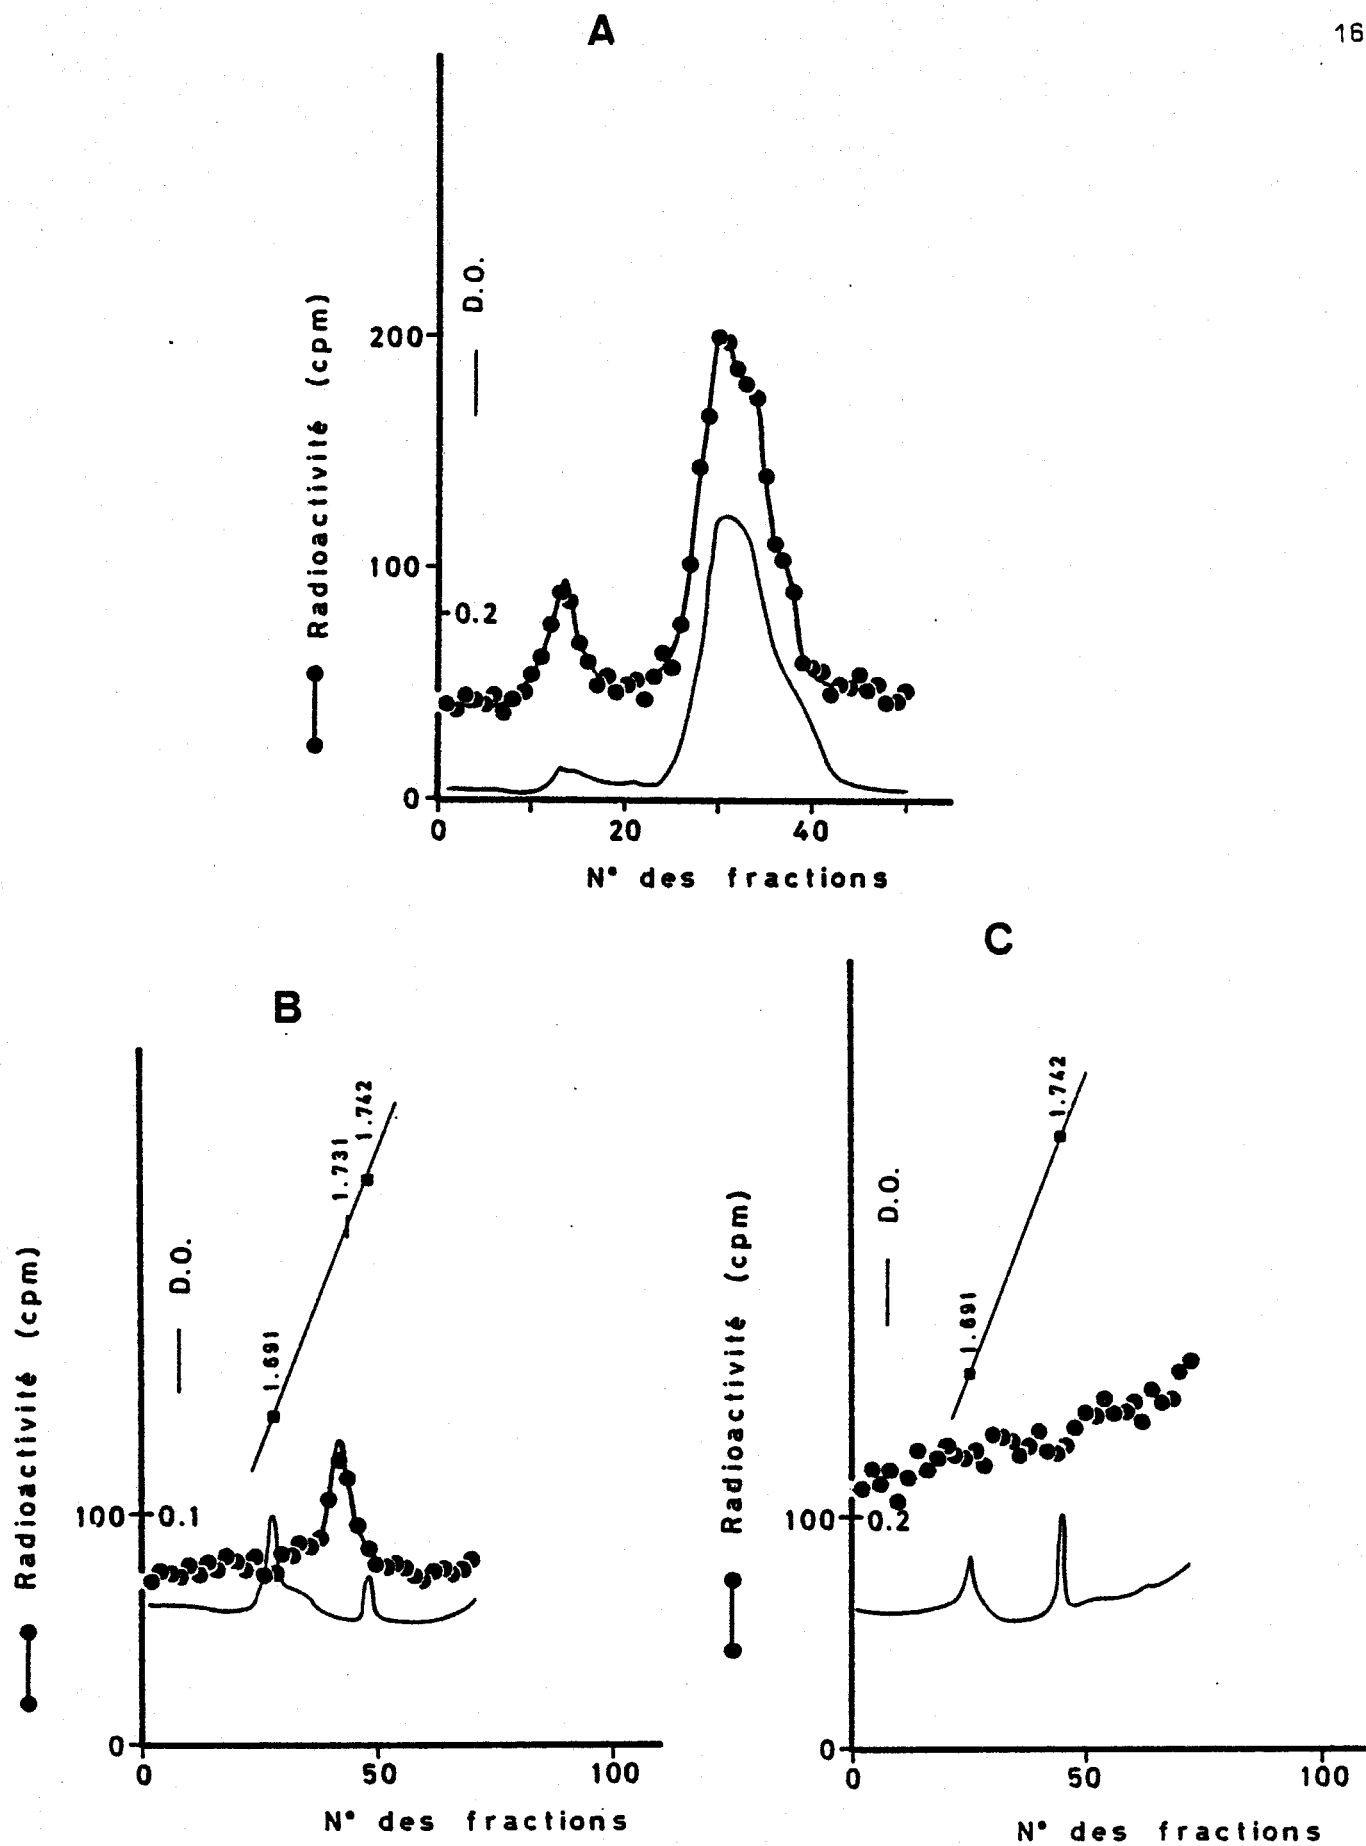 16
A
D.O.
Radioactivité (cpm)
200
100
0.2
0
0 20 40
N° des fractions
B
1.742
1.731
1.691
D.O.
Radioactivité (cpm)
100 0.1
0
0 50 100
N° des fractions
C
1.742
1.691
D.O.
Radioactivité (cpm)
100 0.2
0
0 50 100
N° des fractions